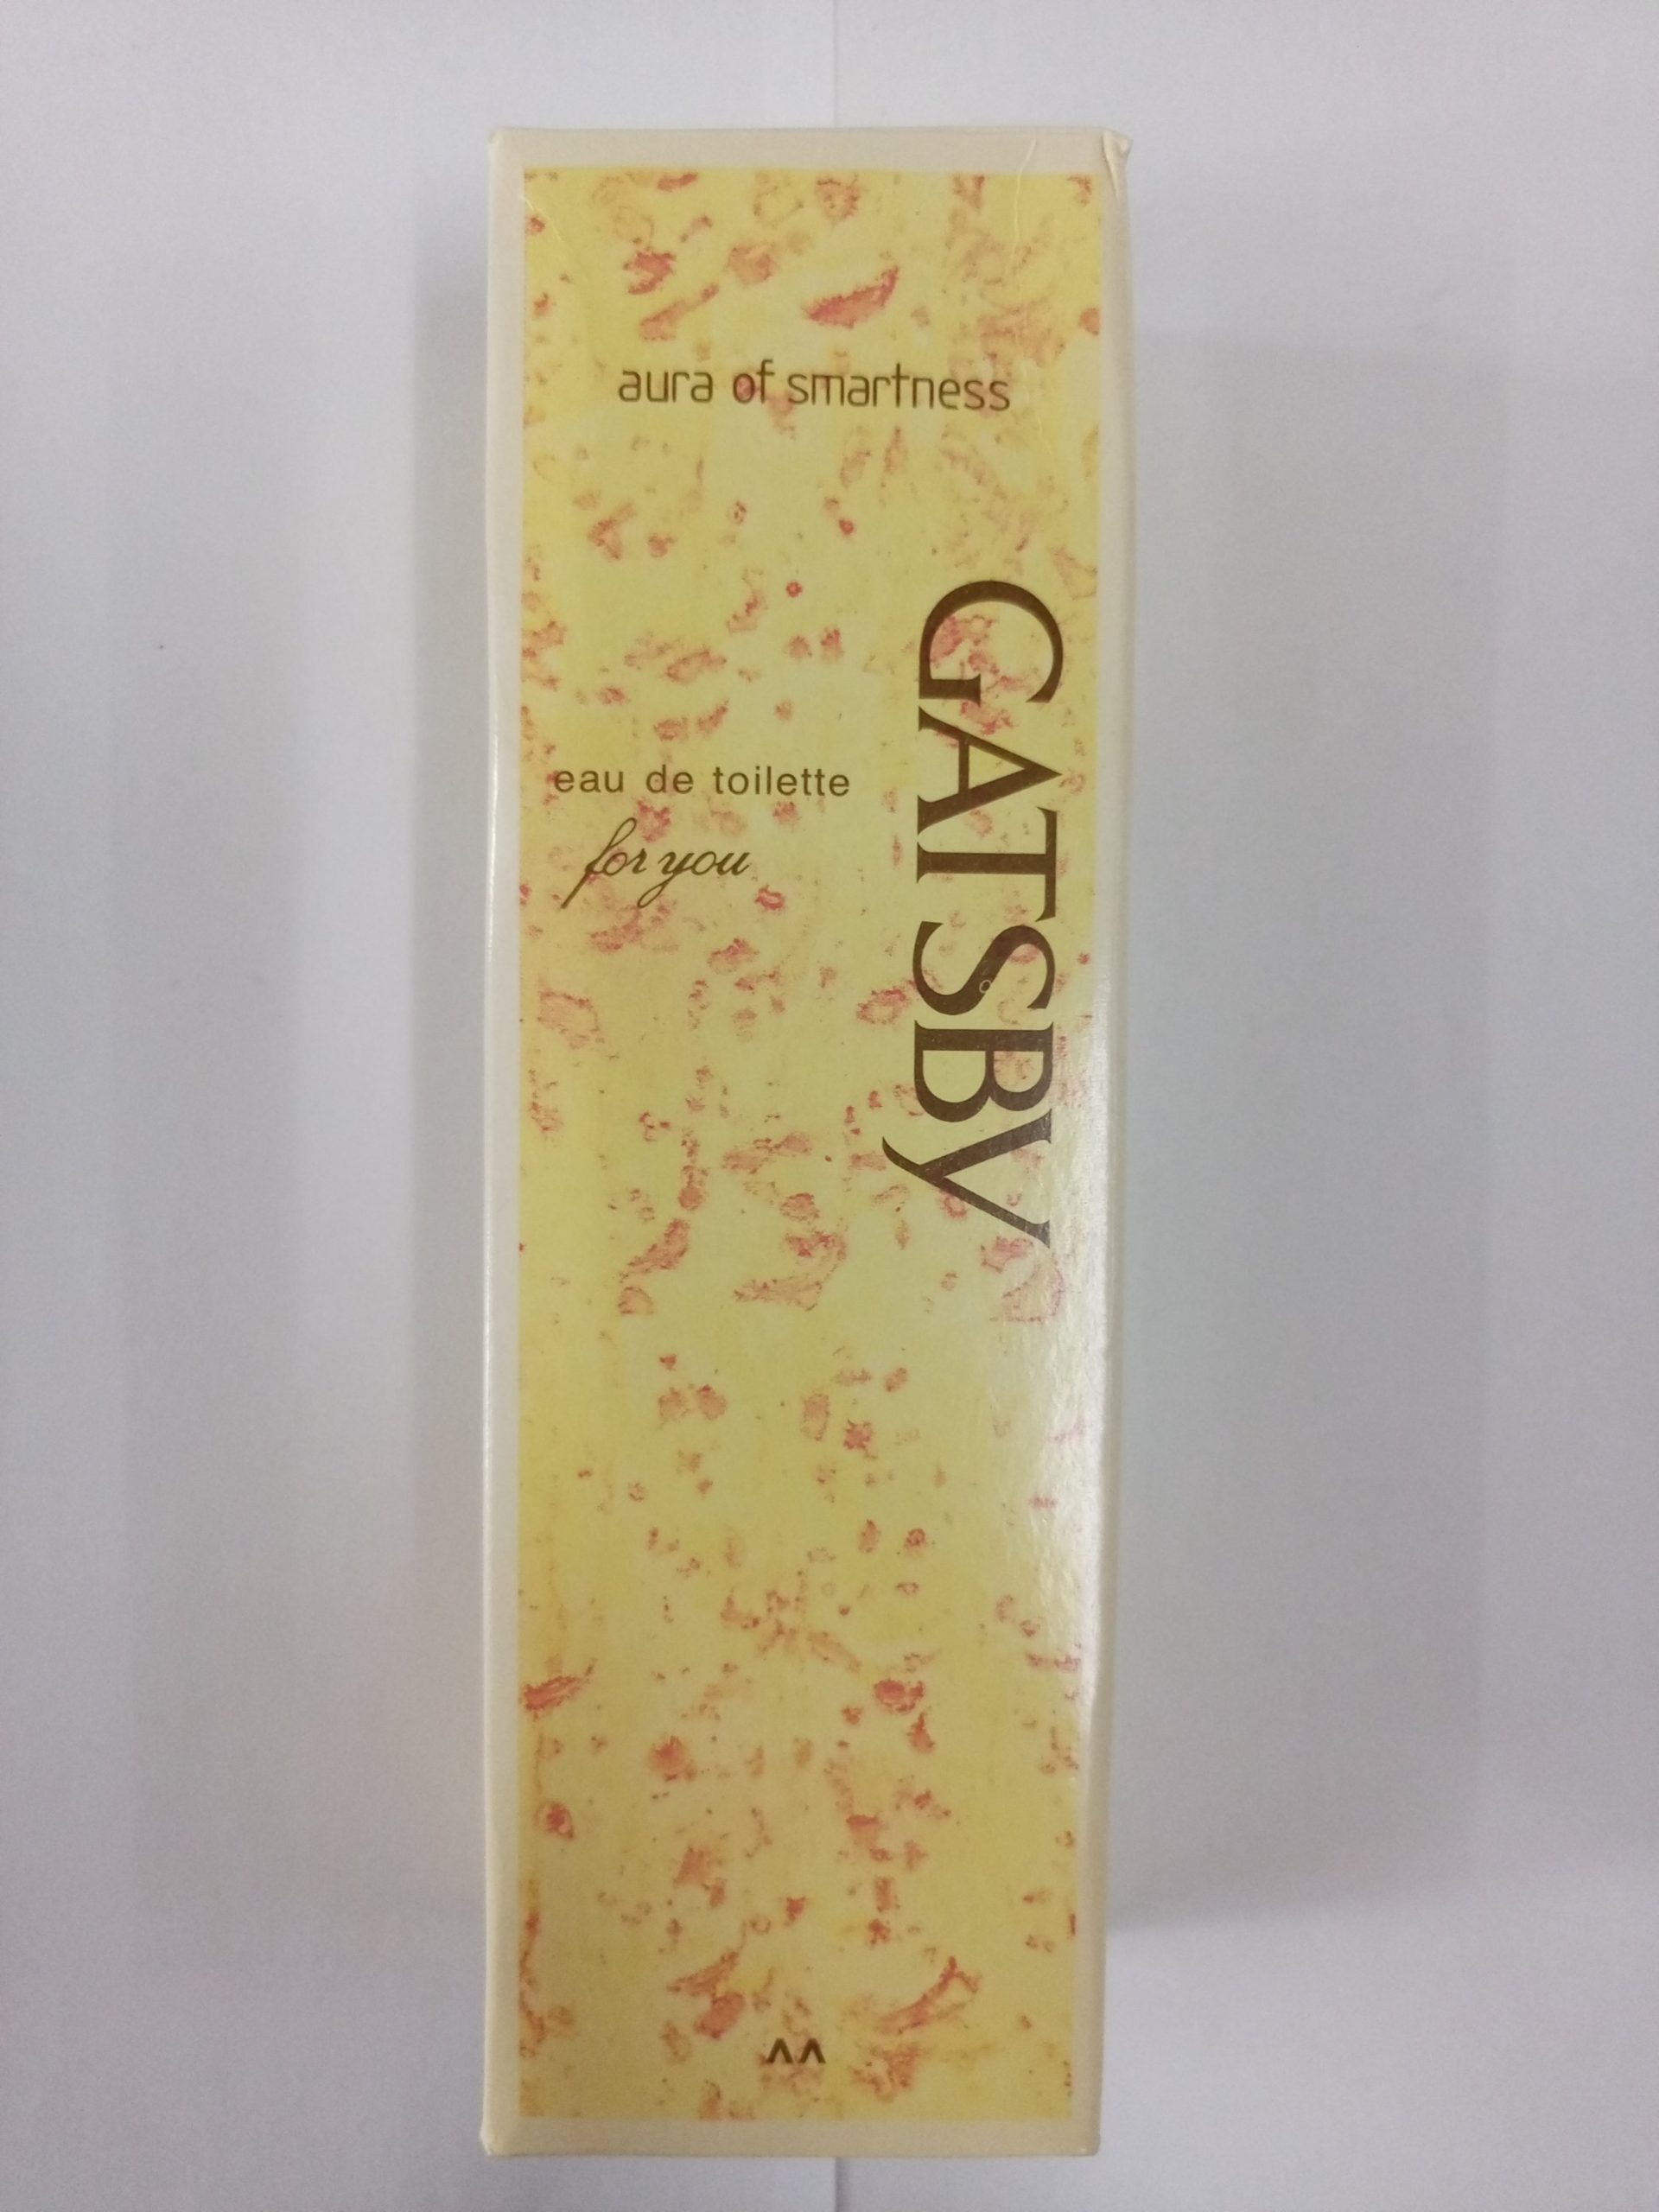 aura of smartness
GATSBY
eau de toilette
for you